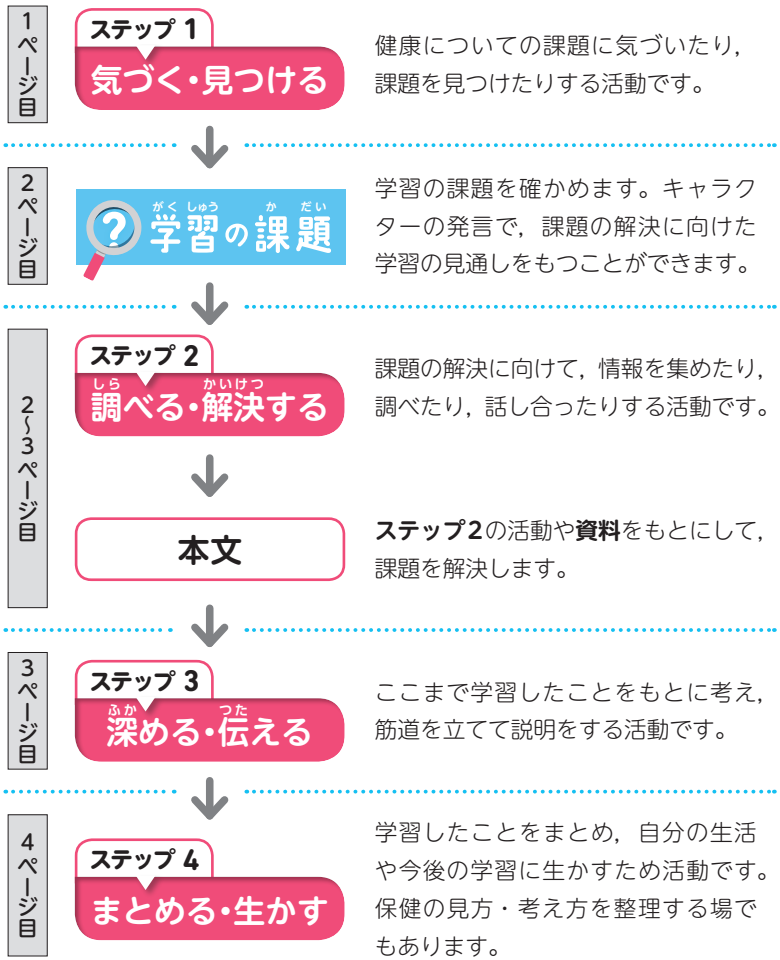 1ページ目
ステップ 1
気づく・見つける
健康についての課題に気づいたり,
課題を見つけたりする活動です。
2ページ目
?
がくしゅう かだい
学習の課題
学習の課題を確かめます。キャラク
ターの発言で, 課題の解決に向けた
学習の見通しをもつことができます。
2~3ページ目
ステップ 2
しら かいけつ
調べる・解決する
課題の解決に向けて, 情報を集めたり,
調べたり, 話し合ったりする活動です。
本文
ステップ2の活動や資料をもとにして,
課題を解決します。
3ページ目
ステップ 3
ふか つた
深める・伝える
ここまで学習したことをもとに考え,
筋道を立てて説明をする活動です。
4ページ目
ステップ 4
まとめる・生かす
学習したことをまとめ, 自分の生活
や今後の学習に生かすため活動です。
保健の見方・考え方を整理する場で
もあります。